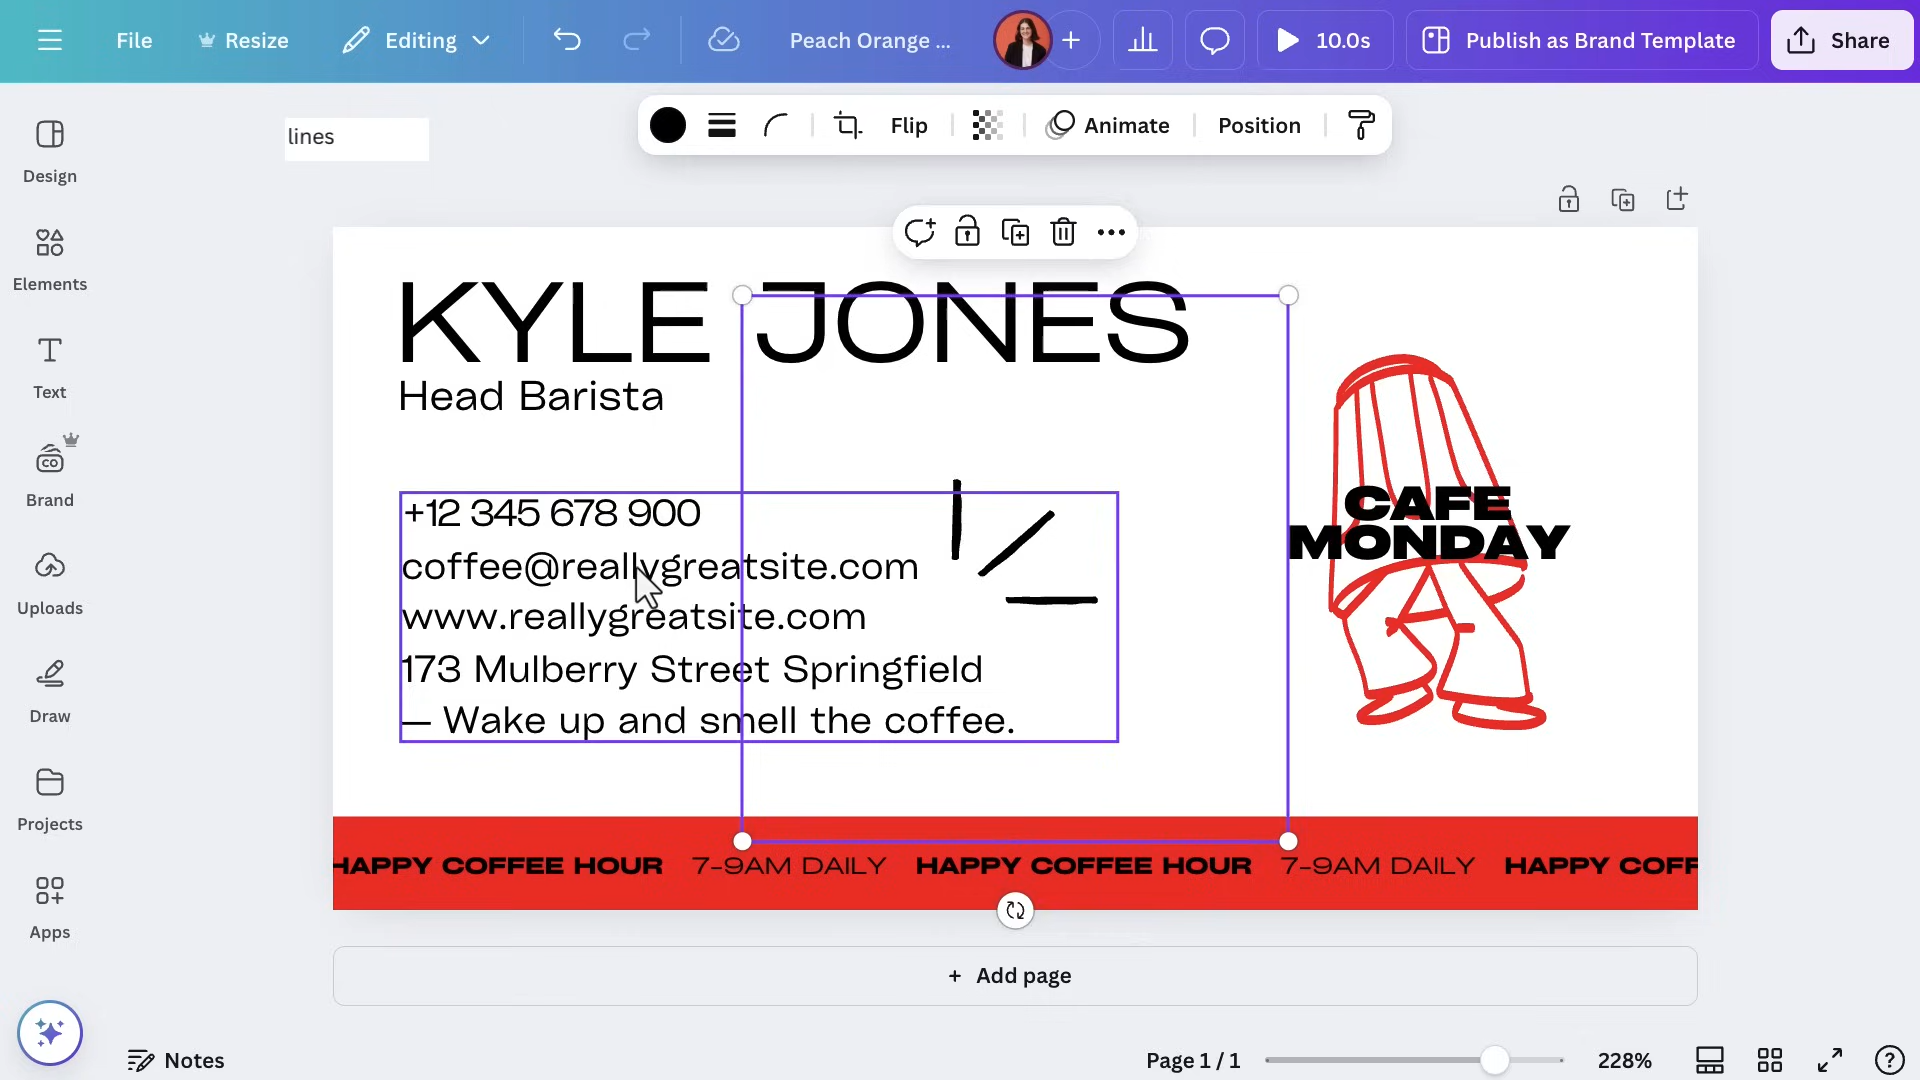 File
Resize
Editing
Peach Orange ...
10.0s
Publish as Brand Template
Share
lines
Flip
Animate
Position
Design
Elements
Text
CO
Brand
Uploads
Draw
Projects
Apps
KYLE JONES
Head Barista
+12 345 678 900
coffee@reallygreatsite.com
www.reallygreatsite.com
173 Mulberry Street Springfield
— Wake up and smell the coffee.
CAFE
MONDAY
HAPPY COFFEE HOUR 7-9AM DAILY HAPPY COFFEE HOUR 7-9AM DAILY HAPPY COFF
+ Add page
Notes
Page 1 / 1
228%